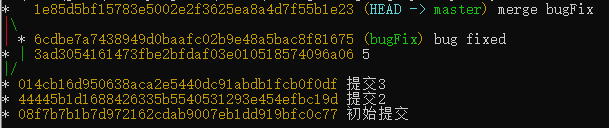 *   1e85d5bf15783e5002e2f3625ea8a4d7f55b1e23 (HEAD -> master) merge bugFix
|\
| * 6cdbe7a7438949d0baafc02b9e48a5bac8f81675 (bugFix) bug fixed
* | 3ad3054161473fbe2bfdaf03e010518574096a06 5
|/
* 014cb16d950638aca2e5440dc91abdb1fcb0f0df 提交3
* 44445b1d1688426335b5540531293e454efbc19d 提交2
* 08f7b7b1b7d972162cdab9007eb1dd919bfc0c77 初始提交